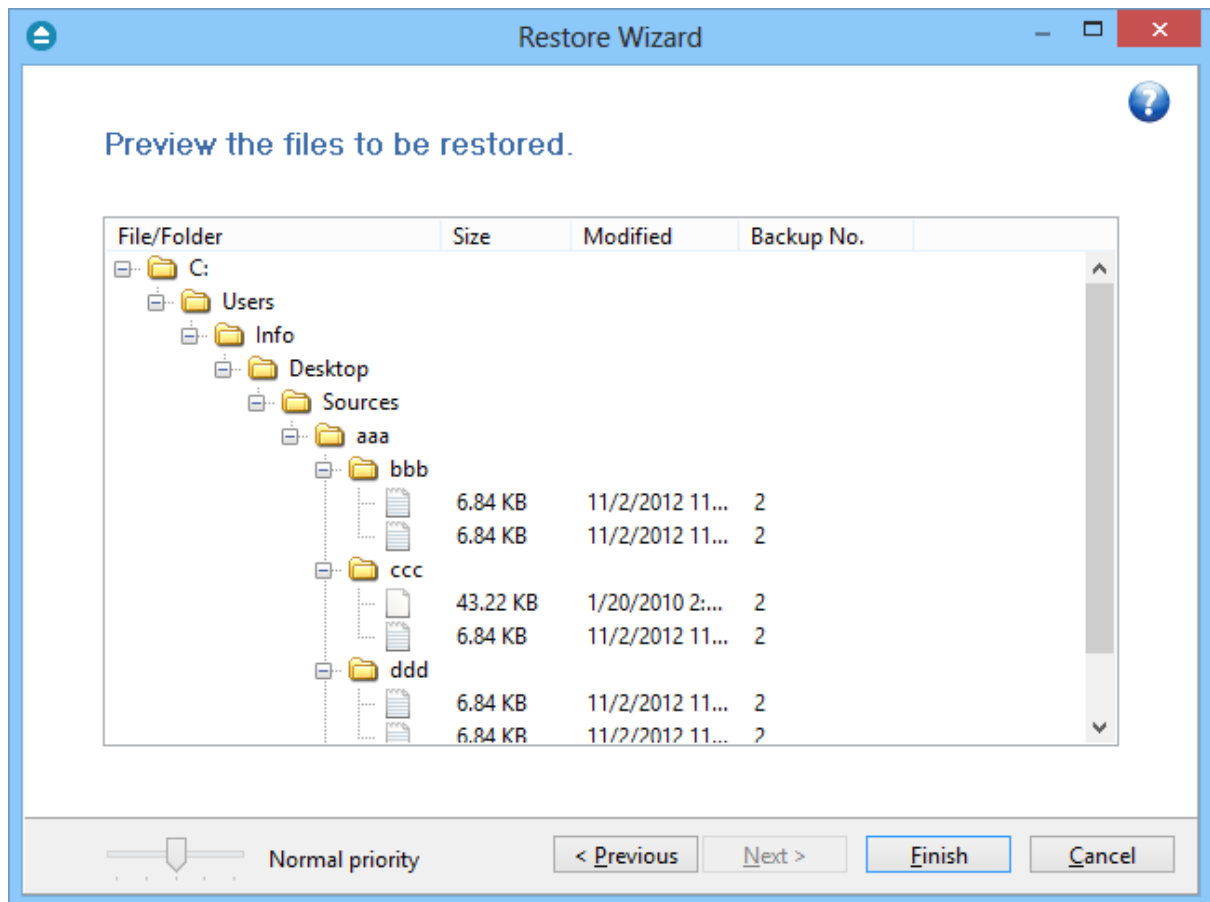 Restore Wizard
Preview the files to be restored.
File/Folder Size Modified Backup No.
C:
Users
Info
Desktop
Sources
aaa
bbb
6.84 KB 11/2/2012 11... 2
6.84 KB 11/2/2012 11... 2
ccc
43.22 KB 1/20/2010 2:... 2
6.84 KB 11/2/2012 11... 2
ddd
6.84 KB 11/2/2012 11... 2
6.84 KB 11/2/2012 11... 2
Normal priority < Previous Next > Finish Cancel